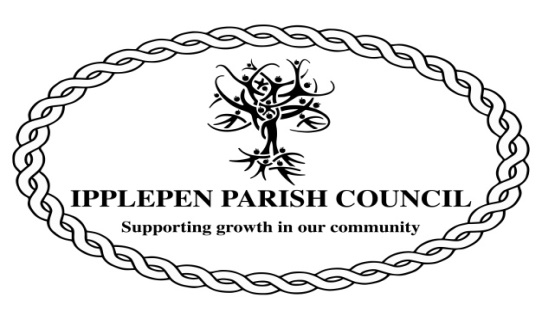 IPPLEPEN PARISH COUNCIL
Supporting growth in our community